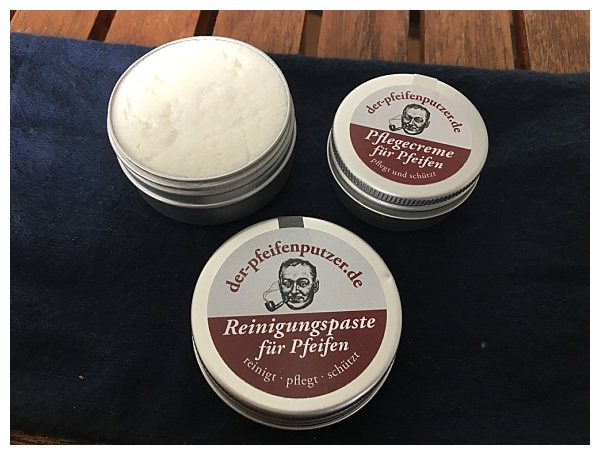 der-pfeifenputzer.de
Pflegecreme
für Pfeifen
pflegt und schützt
der-pfeifenputzer.de
Reinigungspaste
für Pfeifen
reinigt · pflegt · schützt